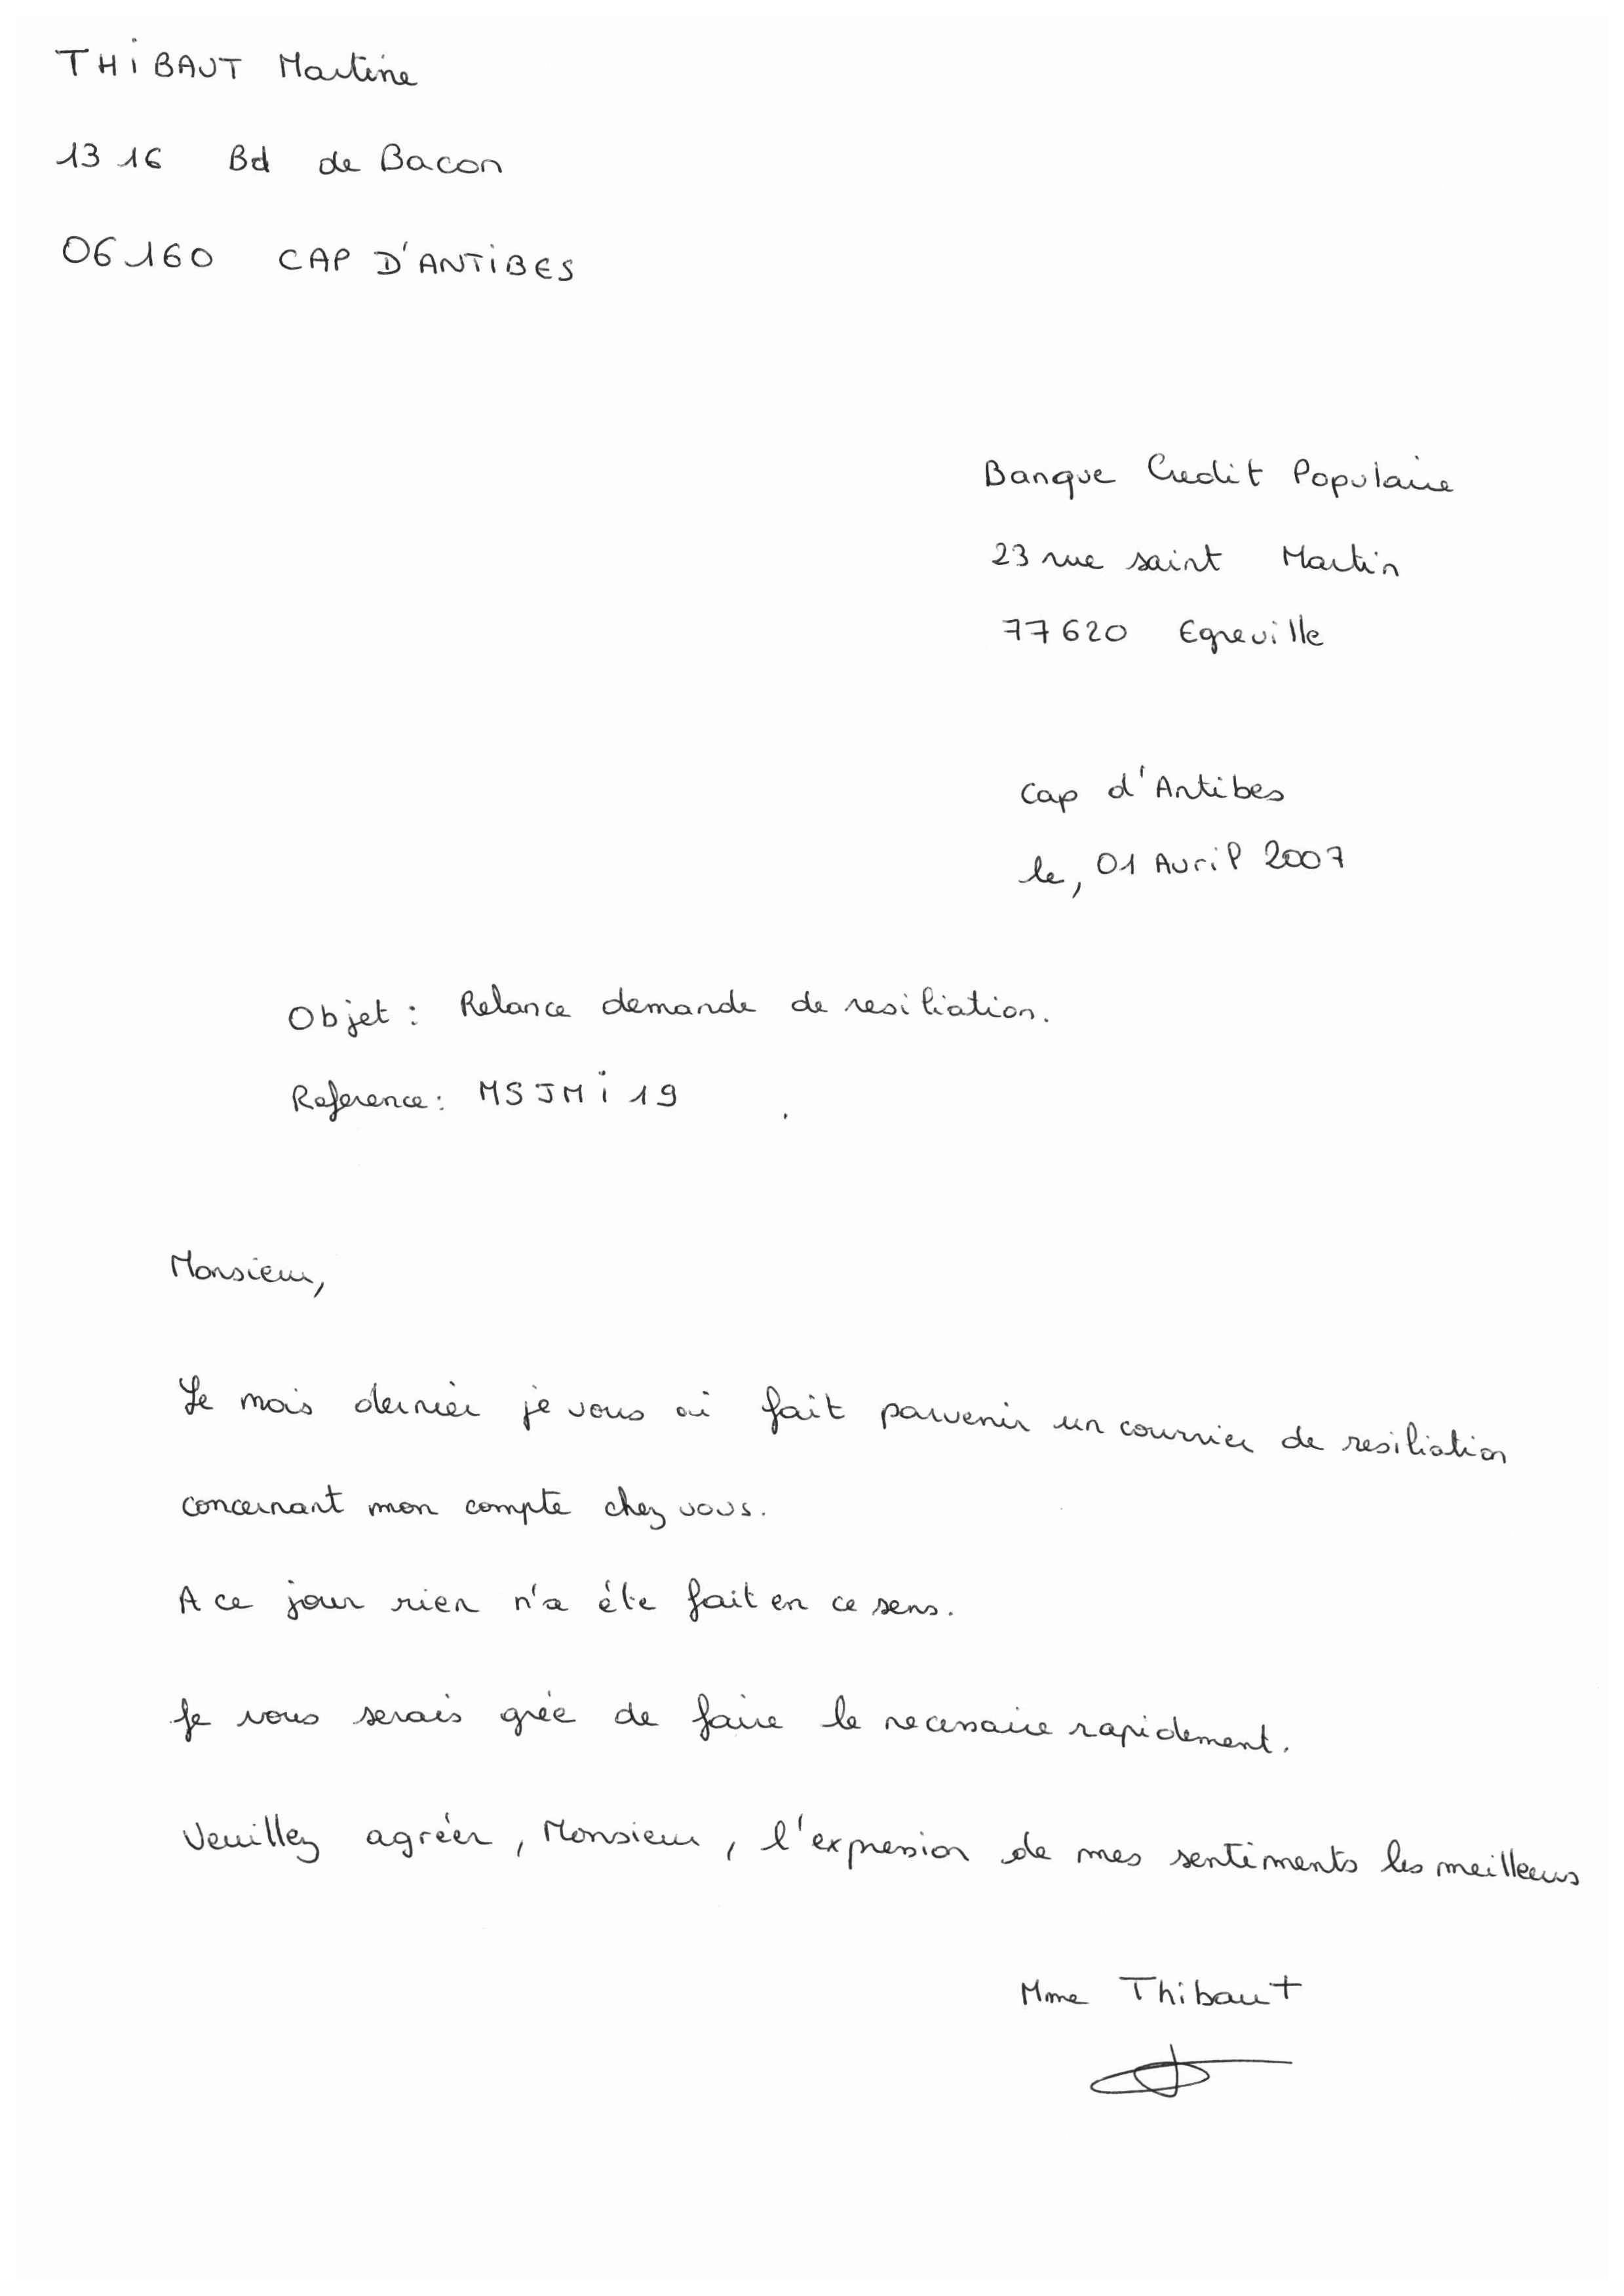 THiBAUT Martine
1316 Bd de Bacon
06160 CAP D'ANTiBES
Banque Credit Populaire
23 rue saint Martin
77620 Egreville
Cap d'Antibes
le, 01 Avril 2007
Objet : Relance demande de resiliation.
Reference : MSJMi19
Monsieur,
Le mois dernier je vous ai fait parvenir un courrier de resiliation
concernant mon compte chez vous.
A ce jour rien n'a éte fait en ce sens.
Je vous serais grée de faire le necessaire rapidement.
Veuillez agréer, Monsieur, l'expression de mes sentiments les meilleurs
Mme Thibaut